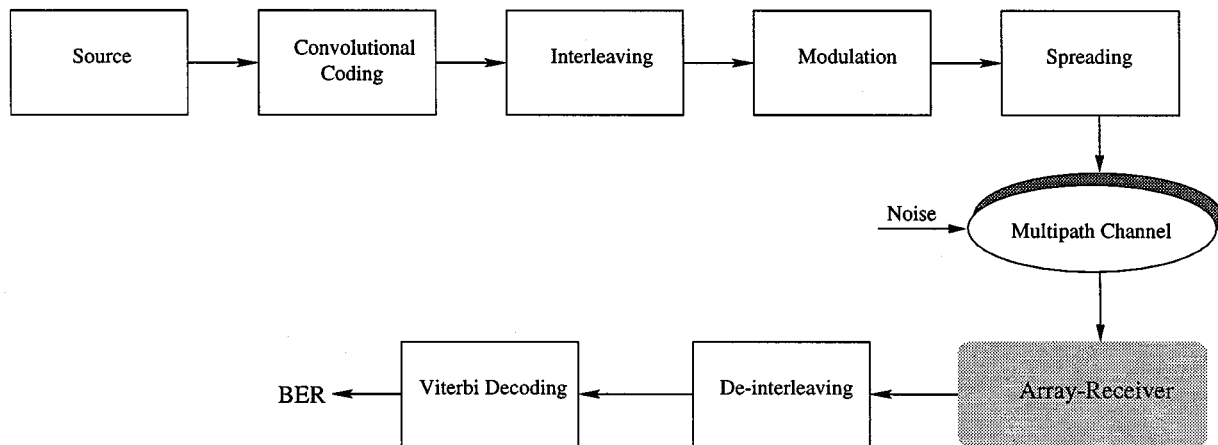 Source
Convolutional
Coding
Interleaving
Modulation
Spreading
Noise
Multipath Channel
BER
Viterbi Decoding
De-interleaving
Array-Receiver